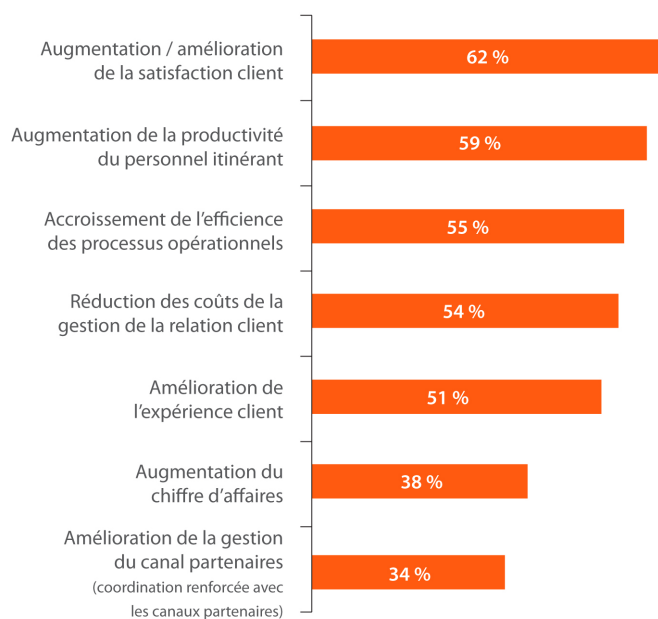 Augmentation / amélioration
de la satisfaction client
62 %
Augmentation de la productivité
du personnel itinérant
59 %
Accroissement de l’efficience
des processus opérationnels
55 %
Réduction des coûts de la
gestion de la relation client
54 %
Amélioration de
l’expérience client
51 %
Augmentation du
chiffre d’affaires
38 %
Amélioration de la gestion
du canal partenaires
(coordination renforcée avec
les canaux partenaires)
34 %